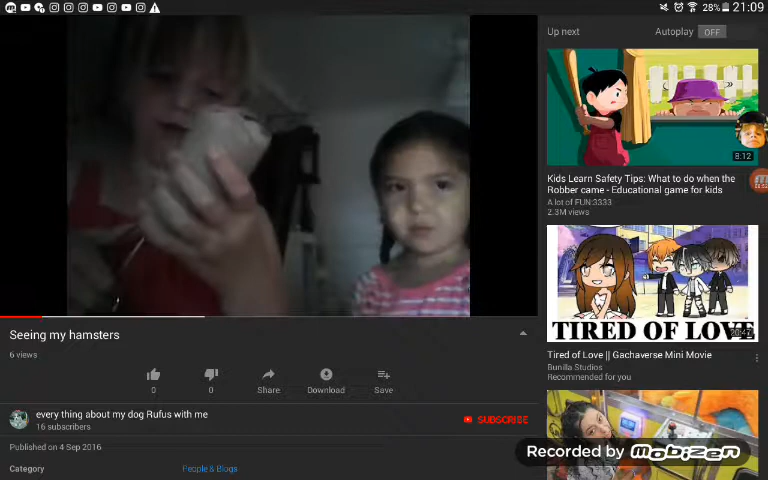 28% 21:09
Up next Autoplay OFF
8:12
Kids Learn Safety Tips: What to do when the
Robber came - Educational game for kids
A lot of FUN:3333
2.3M views
TIRED OF LOVE
20:47
Tired of Love || Gachaverse Mini Movie
Bunilla Studios
Recommended for you
Seeing my hamsters
6 views
0 0 Share Download Save
every thing about my dog Rufus with me
16 subscribers
SUBSCRIBE
Published on 4 Sep 2016
Category People & Blogs
Recorded by mobizen